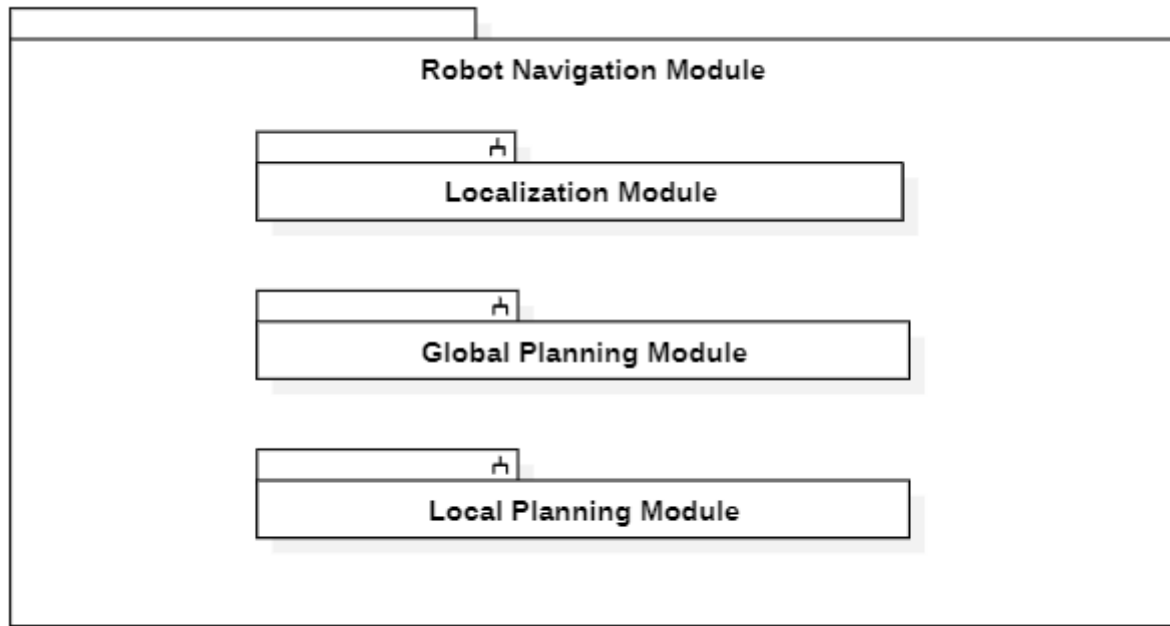 Robot Navigation Module
Localization Module
Global Planning Module
Local Planning Module